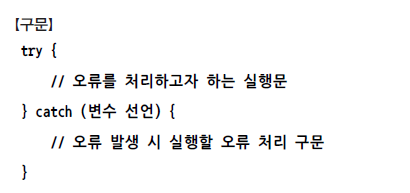 【구문】
try {
// 오류를 처리하고자 하는 실행문
} catch (변수 선언) {
// 오류 발생 시 실행할 오류 처리 구문
}